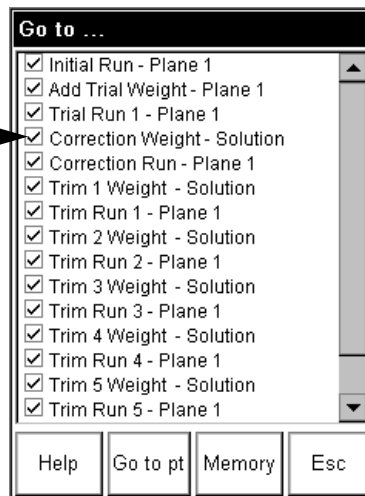 Go to ...
Initial Run - Plane 1
Add Trial Weight - Plane 1
Trial Run 1 - Plane 1
Correction Weight - Solution
Correction Run - Plane 1
Trim 1 Weight - Solution
Trim Run 1 - Plane 1
Trim 2 Weight - Solution
Trim Run 2 - Plane 1
Trim 3 Weight - Solution
Trim Run 3 - Plane 1
Trim 4 Weight - Solution
Trim Run 4 - Plane 1
Trim 5 Weight - Solution
Trim Run 5 - Plane 1
Help Go to pt Memory Esc